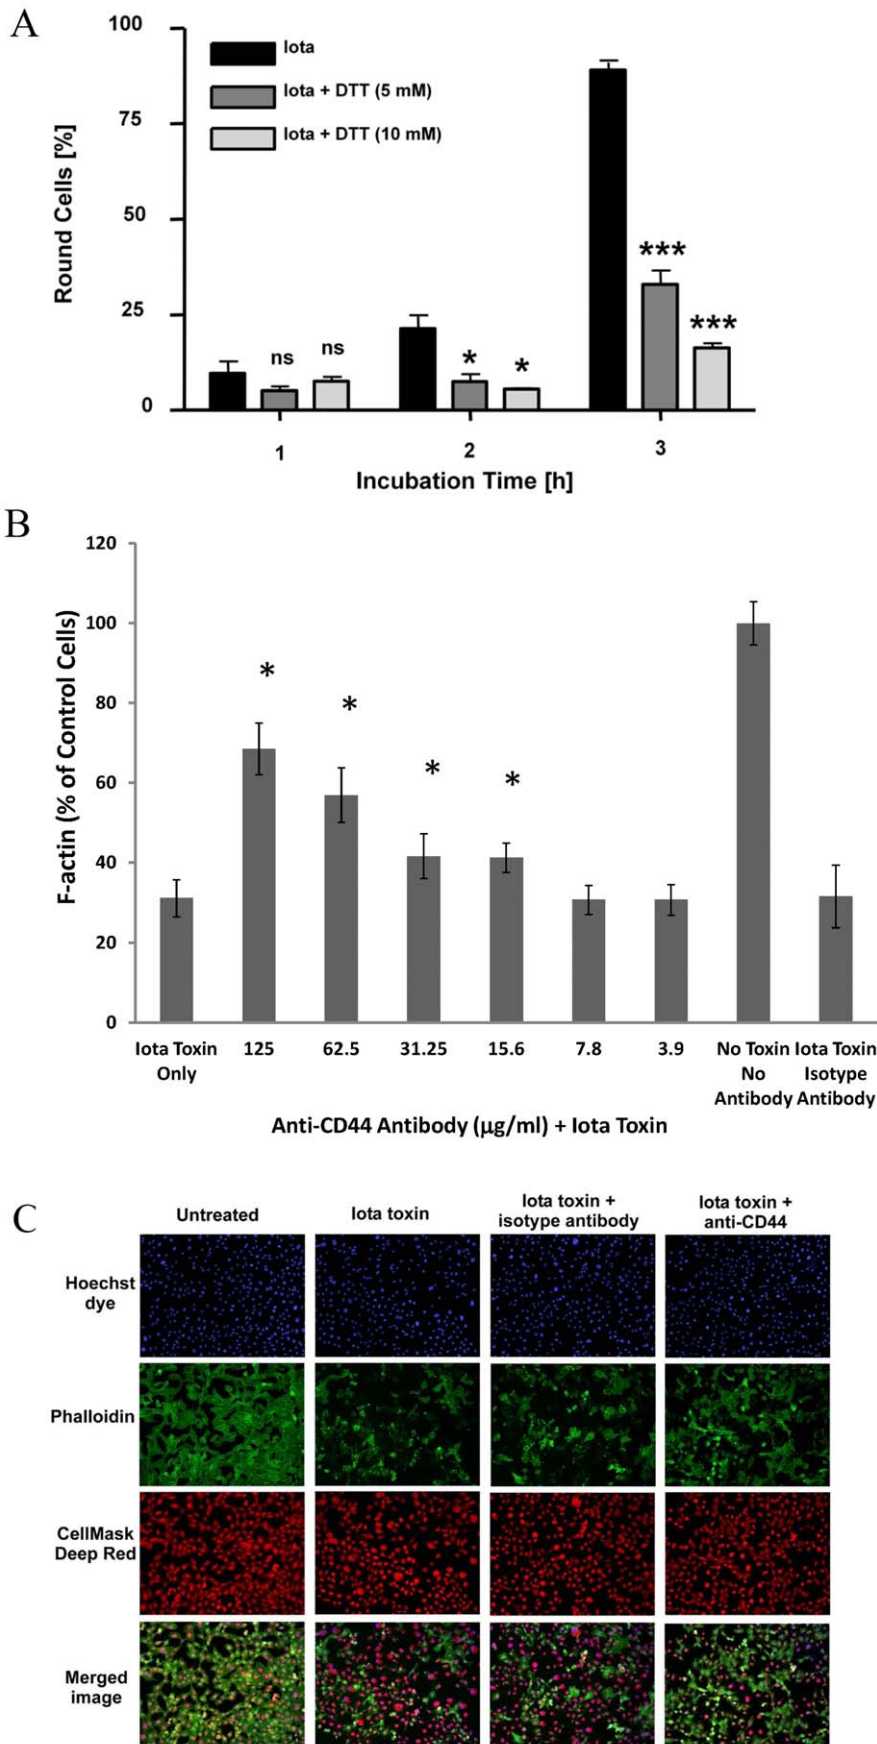 A
100
75
50
25
0
Round Cells [%]
Iota
Iota + DTT (5 mM)
Iota + DTT (10 mM)
ns
ns
*
*
***
***
1
2
3
Incubation Time [h]
B
120
100
80
60
40
20
0
F-actin (% of Control Cells)
*
*
*
*
Iota Toxin Only
125
62.5
31.25
15.6
7.8
3.9
No Toxin No Antibody
Iota Toxin Isotype Antibody
Anti-CD44 Antibody (μg/ml) + Iota Toxin
C
Untreated
Iota toxin
Iota toxin +
isotype antibody
Iota toxin +
anti-CD44
Hoechst
dye
Phalloidin
CellMask
Deep Red
Merged
image